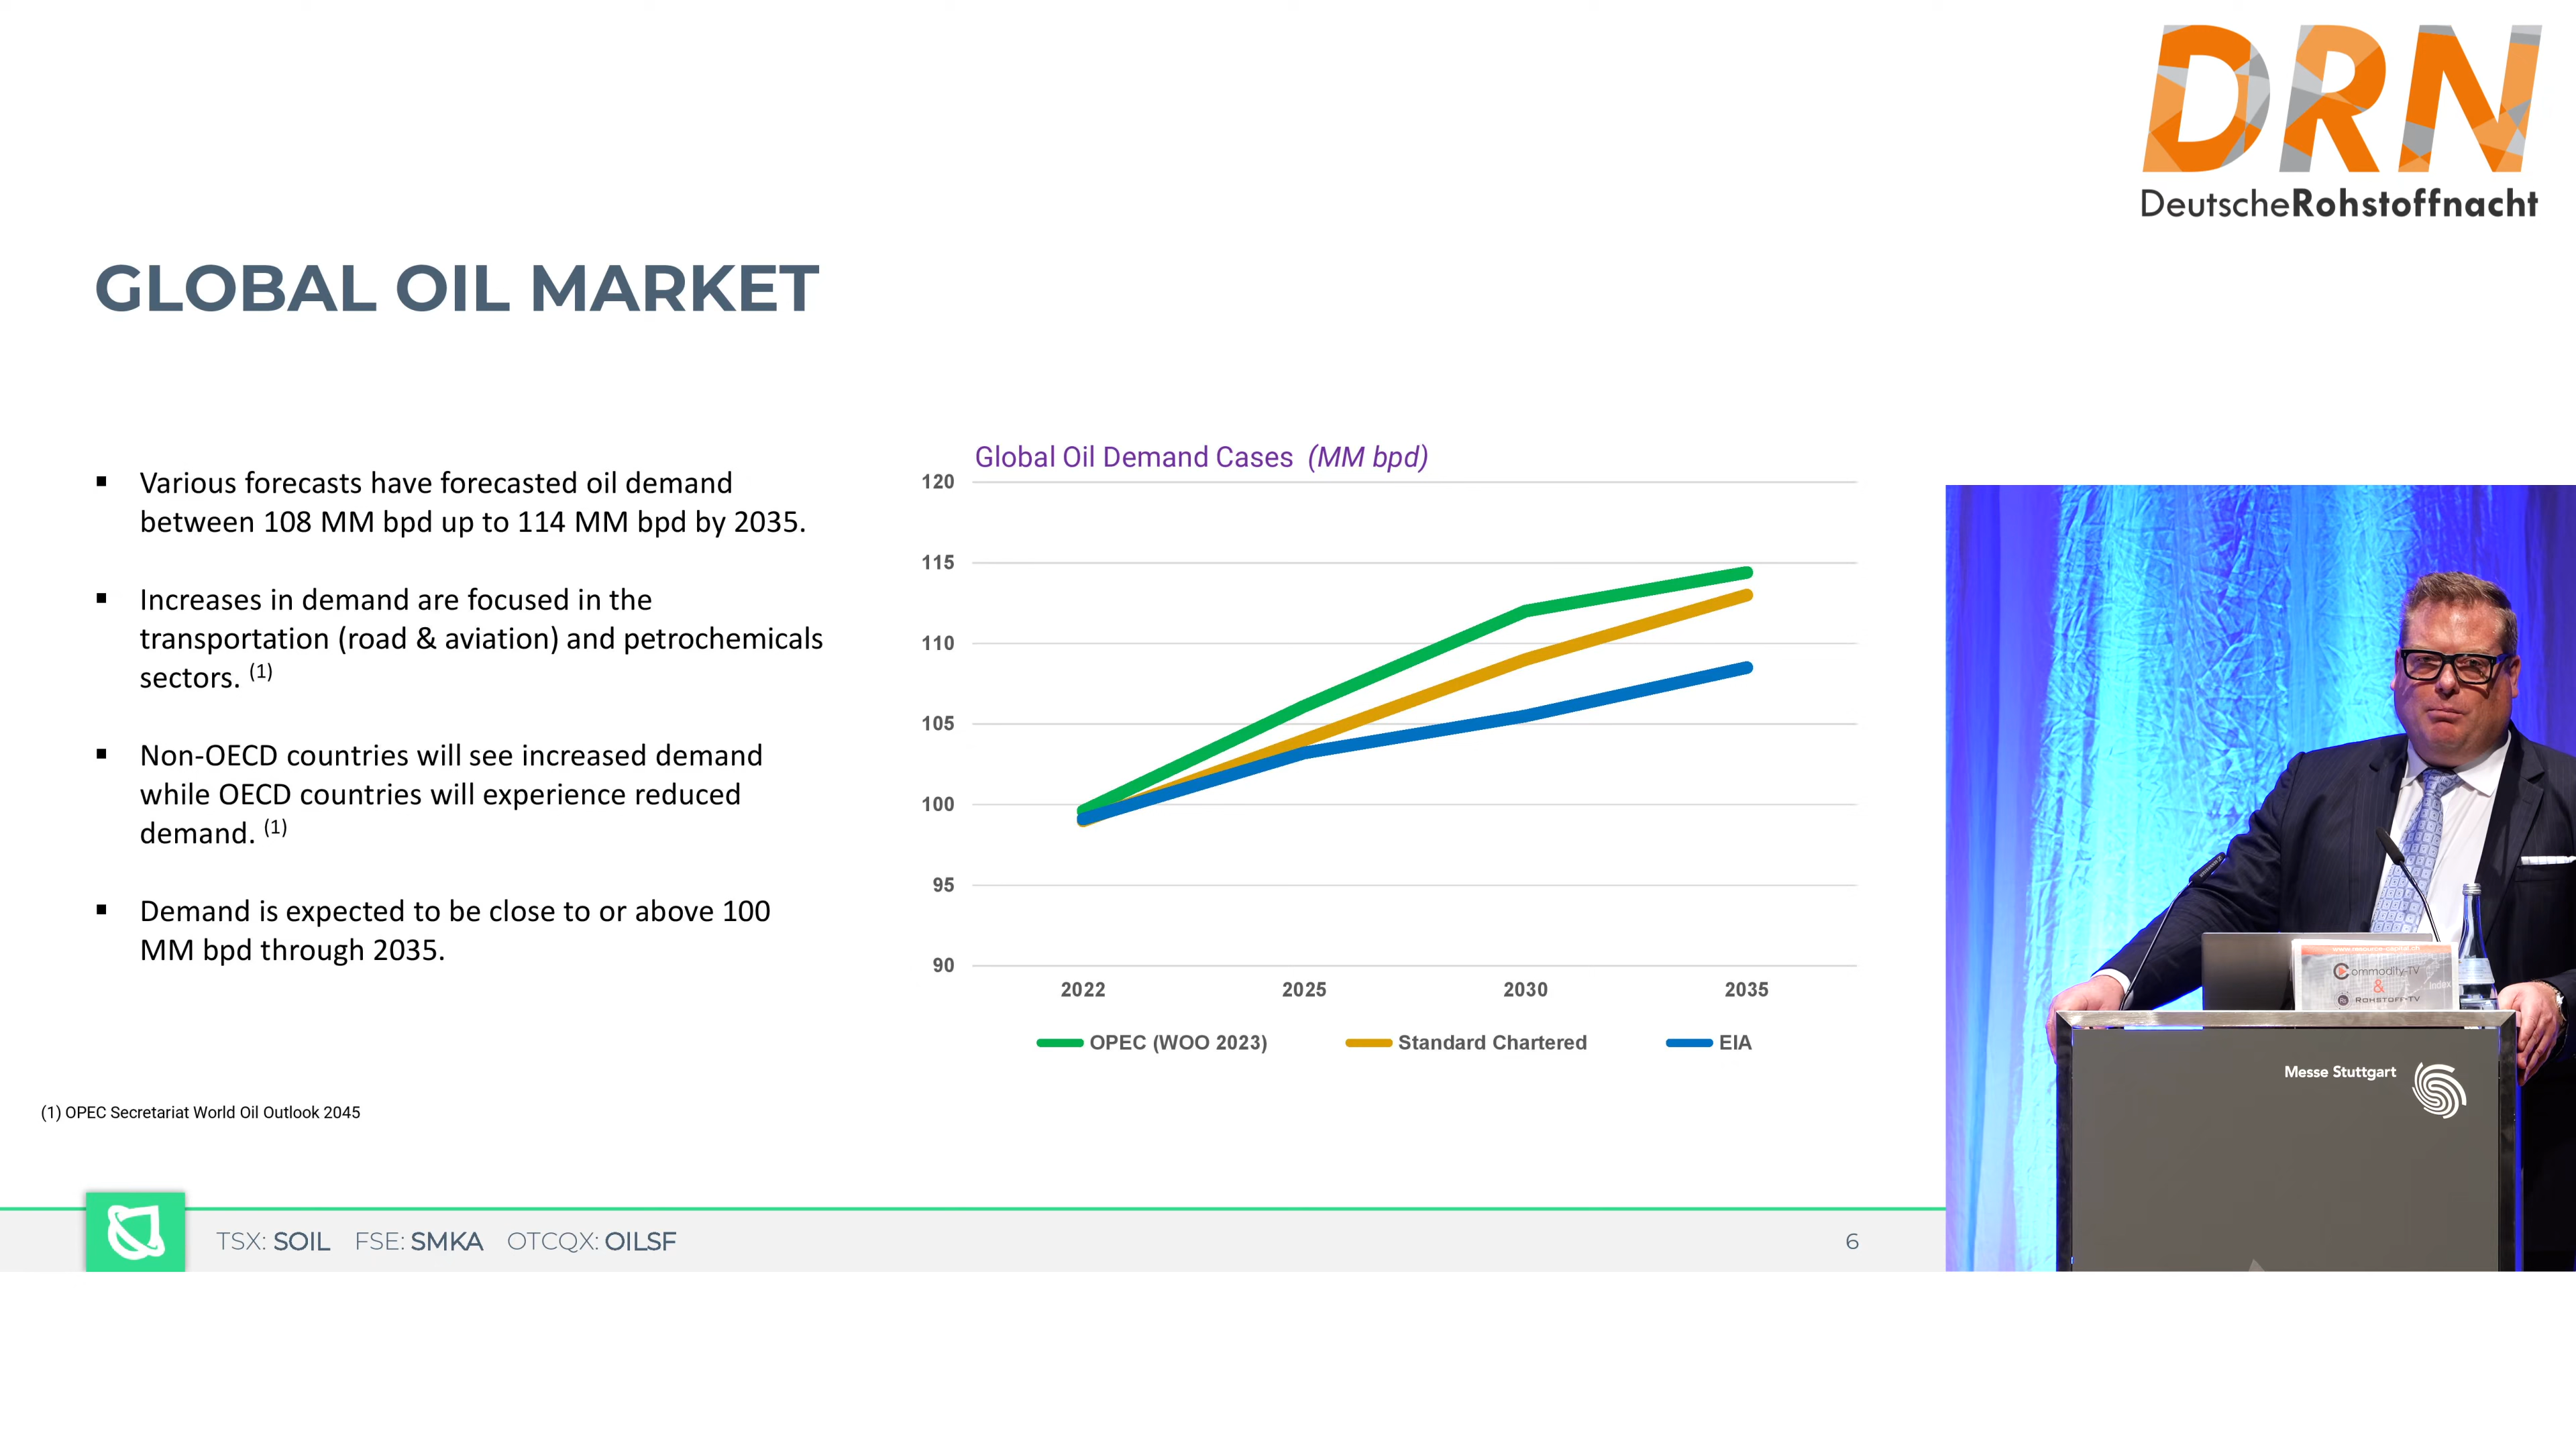 DRN
DeutscheRohstoffnacht
GLOBAL OIL MARKET
▪ Various forecasts have forecasted oil demand
between 108 MM bpd up to 114 MM bpd by 2035.
▪ Increases in demand are focused in the
transportation (road & aviation) and petrochemicals
sectors. (1)
▪ Non-OECD countries will see increased demand
while OECD countries will experience reduced
demand. (1)
▪ Demand is expected to be close to or above 100
MM bpd through 2035.
Global Oil Demand Cases (MM bpd)
120
115
110
105
100
95
90
2022 2025 2030 2035
OPEC (WOO 2023) Standard Chartered EIA
(1) OPEC Secretariat World Oil Outlook 2045
TSX: SOIL FSE: SMKA OTCQX: OILSF
6
Commodity-TV
&
ROHSTOFF-TV
Messe Stuttgart